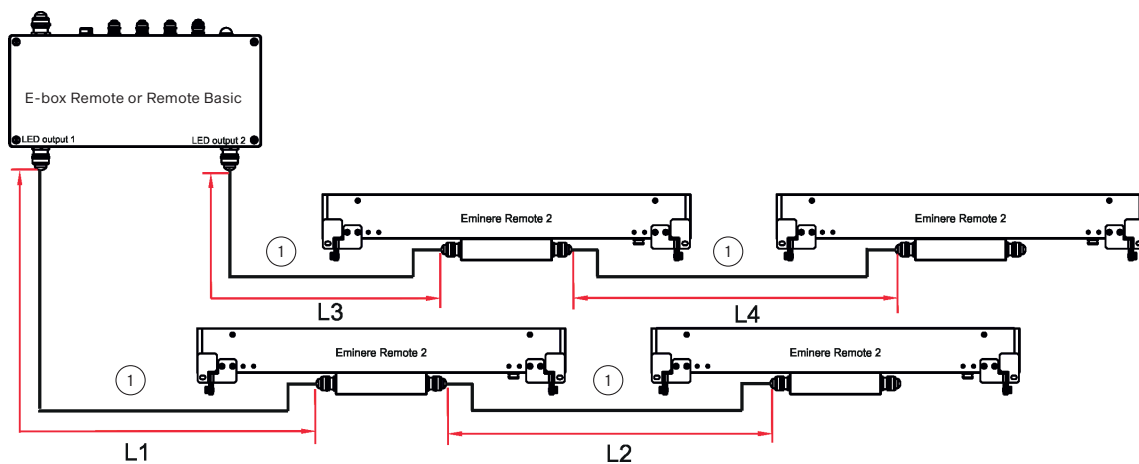 E-box Remote or Remote Basic
LED output 1
LED output 2
Eminere Remote 2
Eminere Remote 2
1
1
L3
L4
Eminere Remote 2
Eminere Remote 2
1
1
L1
L2